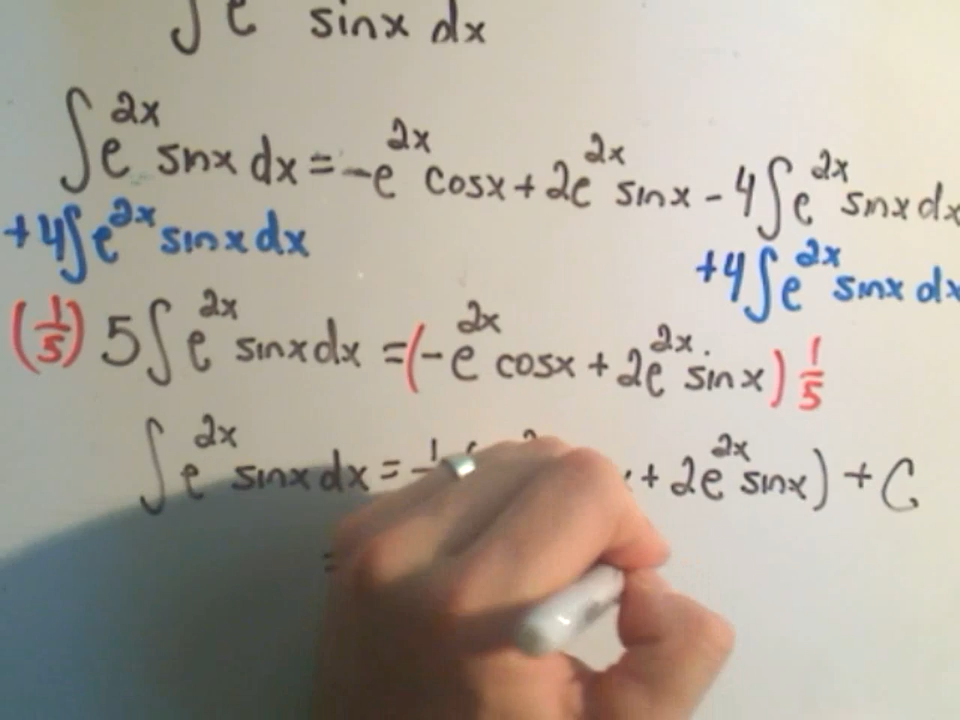 ∫e sinx dx
∫e^2x sinx dx = -e^2x cosx + 2e^2x sinx - 4∫e^2x sinx dx
+4∫e^2x sinx dx +4∫e^2x sinx dx
(1/5) 5∫e^2x sinx dx = (-e^2x cosx + 2e^2x sinx) 1/5
∫e^2x sinx dx = + 2e^2x sinx) + C
=